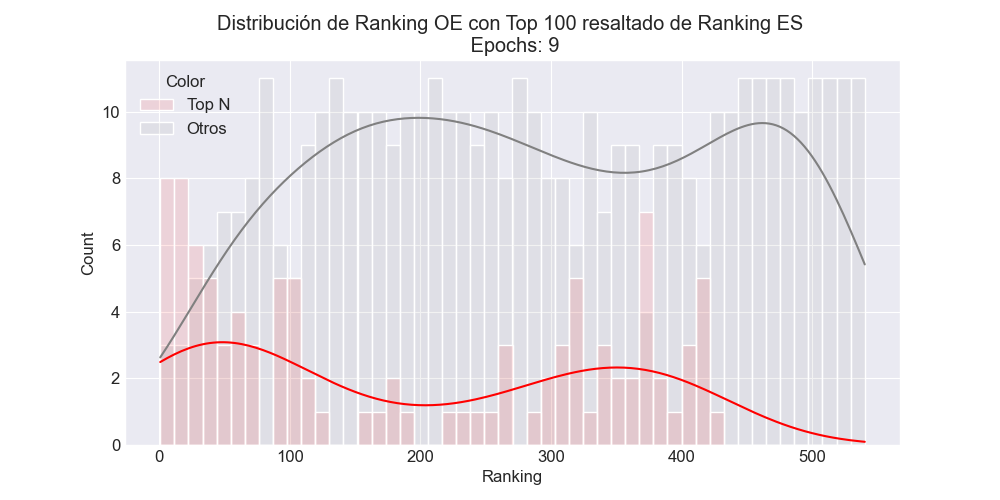 Distribución de Ranking OE con Top 100 resaltado de Ranking ES
Epochs: 9
Color
Top N
Otros
Count
10
8
6
4
2
0
0 100 200 300 400 500
Ranking